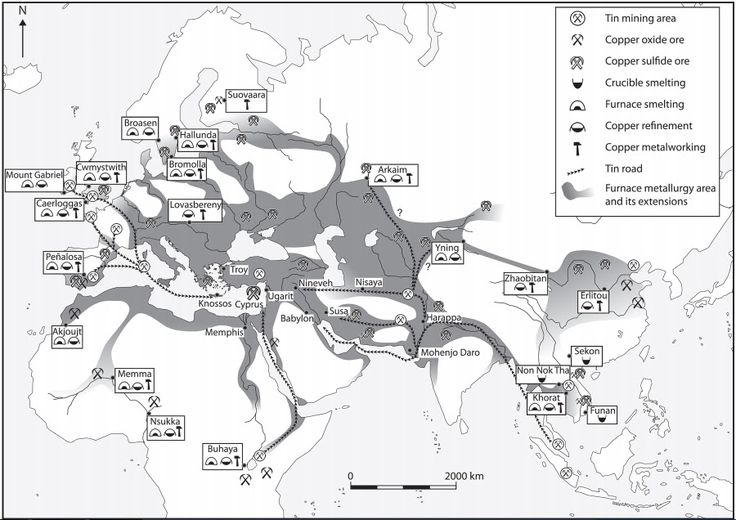 N
Tin mining area
Copper oxide ore
Copper sulfide ore
Crucible smelting
Furnace smelting
Copper refinement
Copper metalworking
Tin road
Furnace metallurgy area
and its extensions
Suovaara
Broasen
Hallunda
Bromolla
Mount Gabriel
Cwmystwith
Caerloggas
Lovasbereny
Arkaim
?
Peñalosa
Troy
Yning
?
Zhaobitan
Erlitou
Knossos
Cyprus
Ugarit
Nineveh
Nisaya
Babylon
Susa
Harappa
Akjoujt
Memphis
Mohenjo Daro
Sekon
Non Nok Tha
Memma
Khorat
Funan
Nsukka
Buhaya
0
2000 km